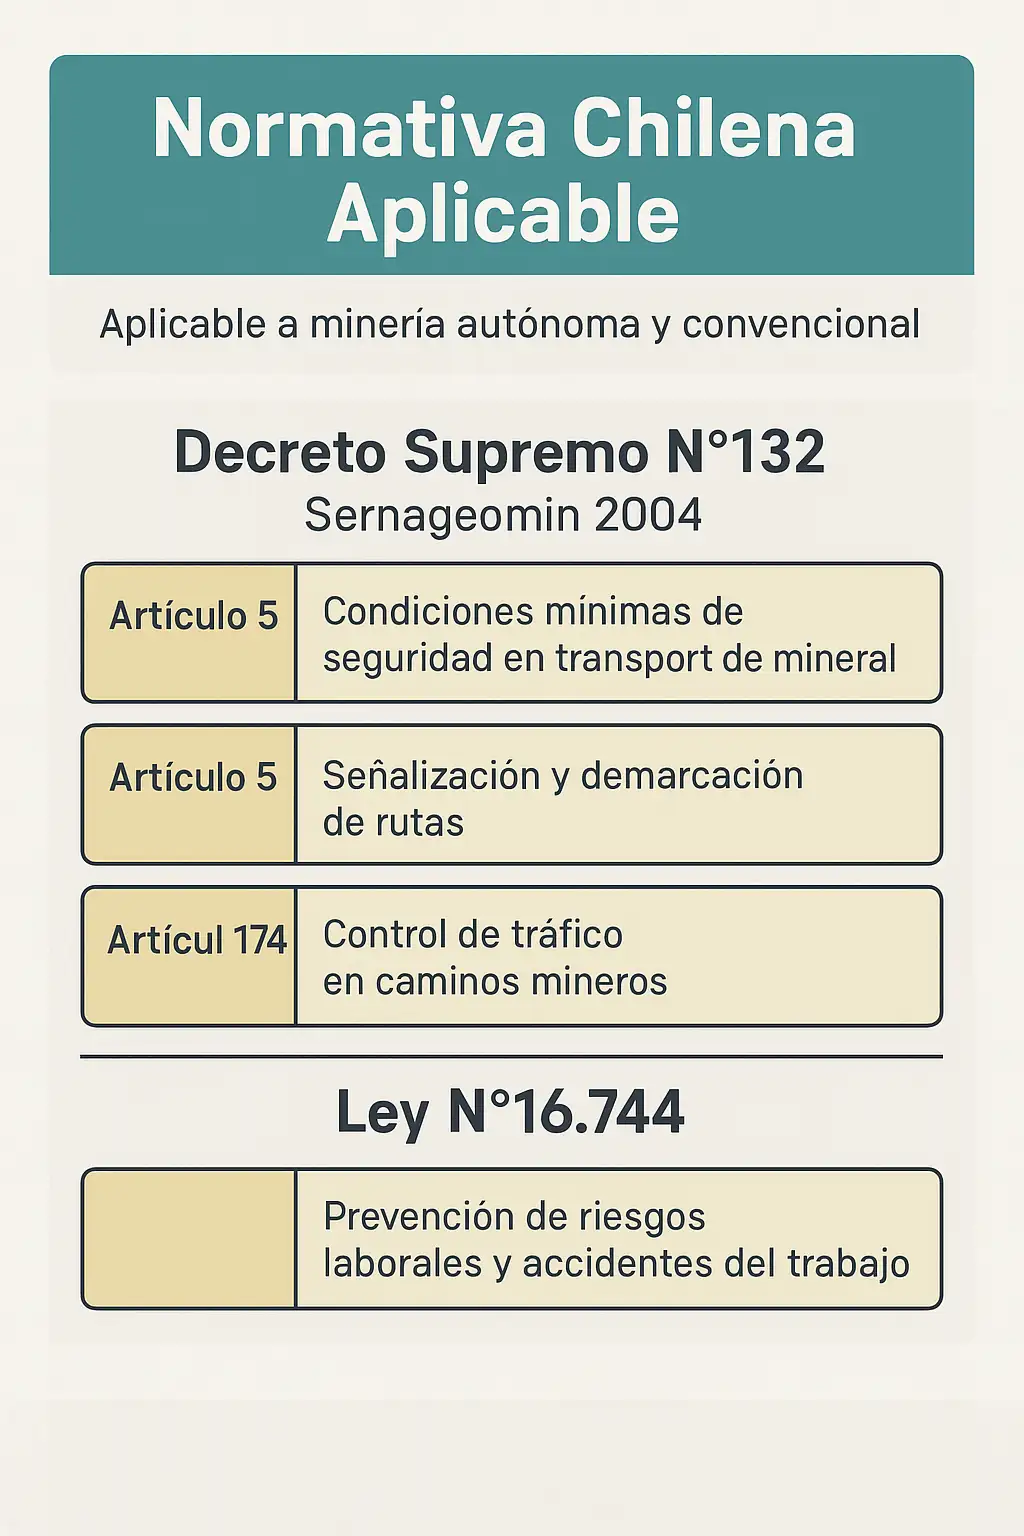 Normativa Chilena
Aplicable
Aplicable a minería autónoma y convencional
Decreto Supremo N°132
Sernageomin 2004
Artículo 5
Condiciones mínimas de
seguridad en transport de mineral
Artículo 5
Señalización y demarcación
de rutas
Artícul 174
Control de tráfico
en caminos mineros
Ley N°16.744
Prevención de riesgos
laborales y accidentes del trabajo